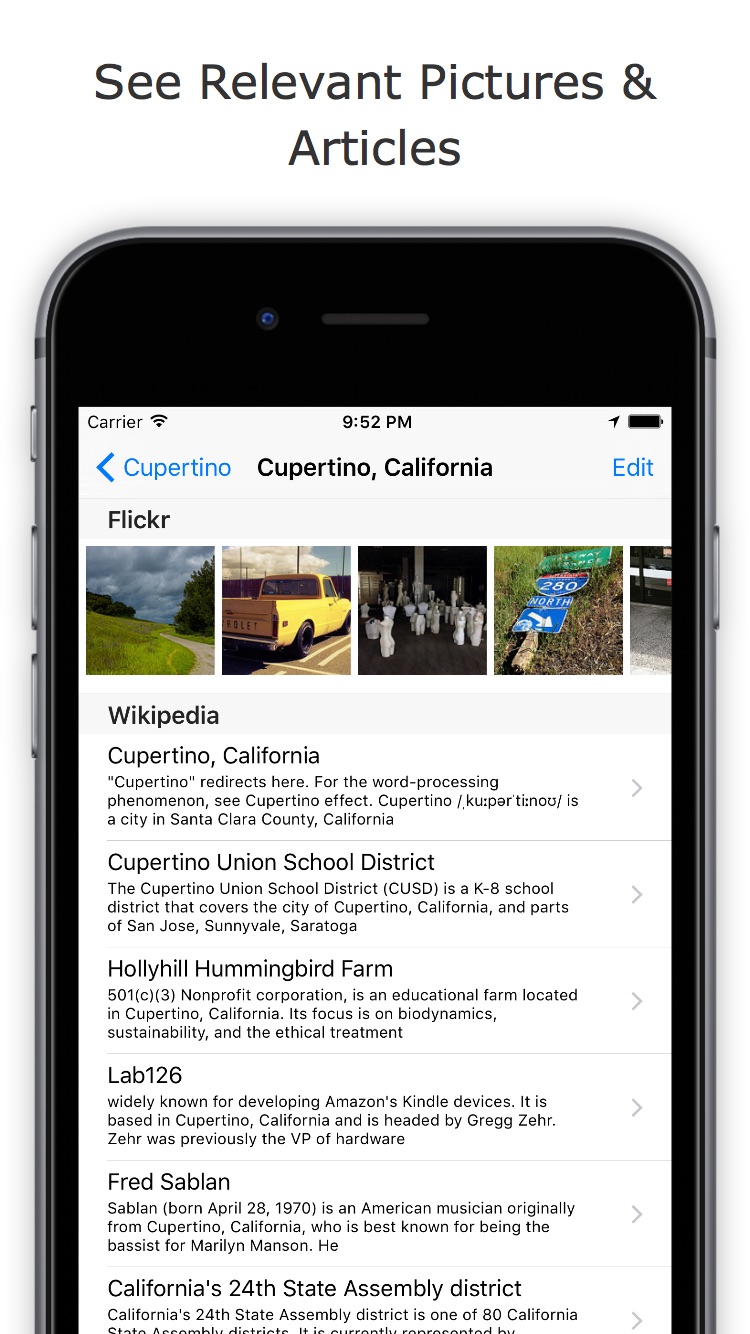 See Relevant Pictures &
Articles
Carrier
9:52 PM
Cupertino
Cupertino, California
Edit
Flickr
ROLET
280
NORTH
Wikipedia
Cupertino, California
"Cupertino" redirects here. For the word-processing
phenomenon, see Cupertino effect. Cupertino /ˌkuːpərˈtiːnoʊ/ is
a city in Santa Clara County, California
Cupertino Union School District
The Cupertino Union School District (CUSD) is a K-8 school
district that covers the city of Cupertino, California, and parts
of San Jose, Sunnyvale, Saratoga
Hollyhill Hummingbird Farm
501(c)(3) Nonprofit corporation, is an educational farm located
in Cupertino, California. Its focus is on biodynamics,
sustainability, and the ethical treatment
Lab126
widely known for developing Amazon's Kindle devices. It is
based in Cupertino, California and is headed by Gregg Zehr.
Zehr was previously the VP of hardware
Fred Sablan
Sablan (born April 28, 1970) is an American musician originally
from Cupertino, California, who is best known for being the
bassist for Marilyn Manson. He
California's 24th State Assembly district
California's 24th State Assembly district is one of 80 California
State Assembly districts. It is currently represented by